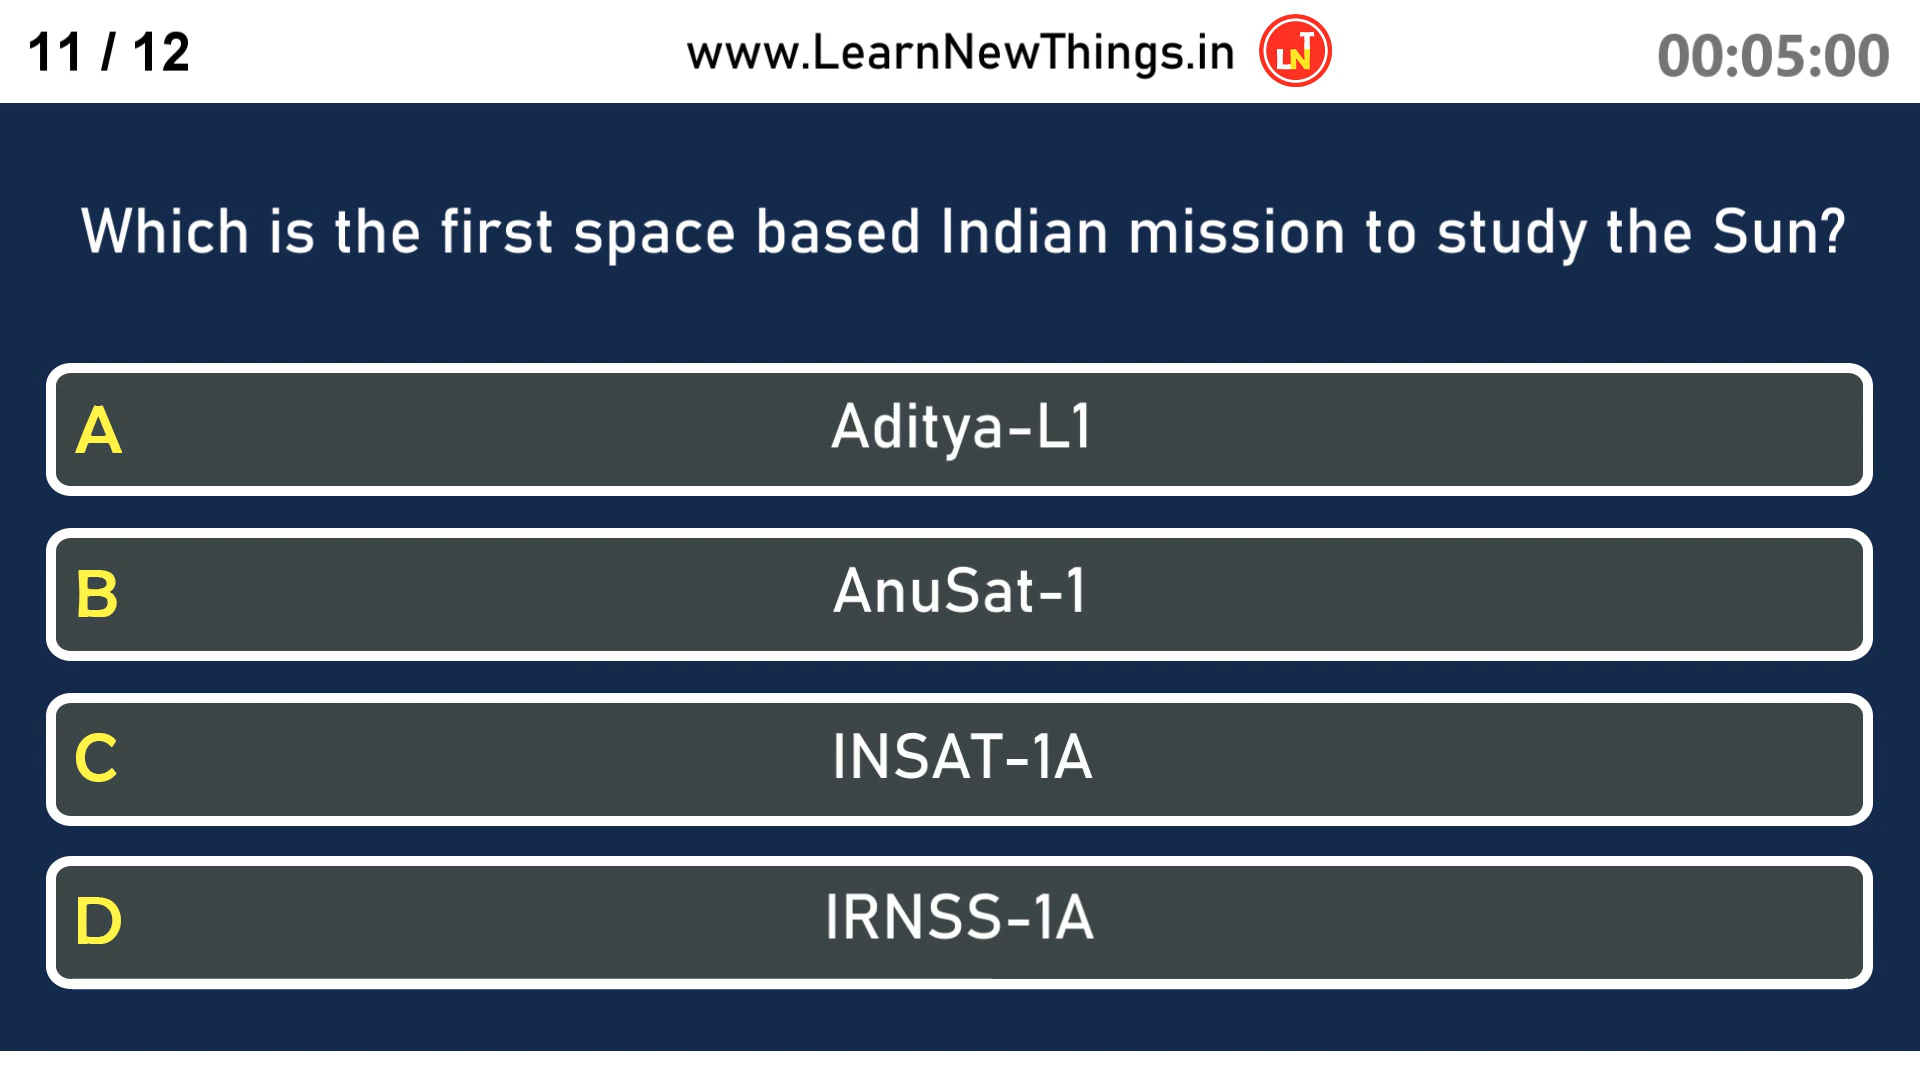 11 / 12
www.LearnNewThings.in
LNT
00:05:00
Which is the first space based Indian mission to study the Sun?
A
Aditya-L1
B
AnuSat-1
C
INSAT-1A
D
IRNSS-1A